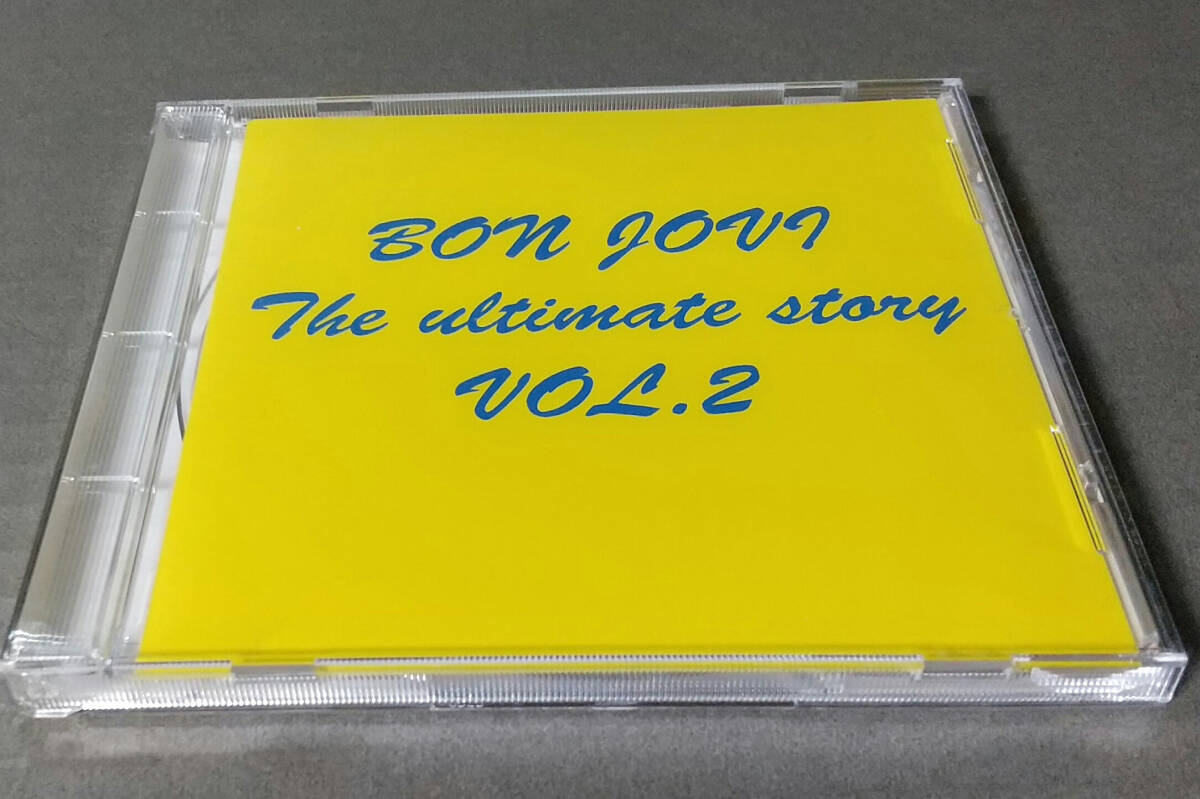 BON JOVI
The ultimate story
VOL.2